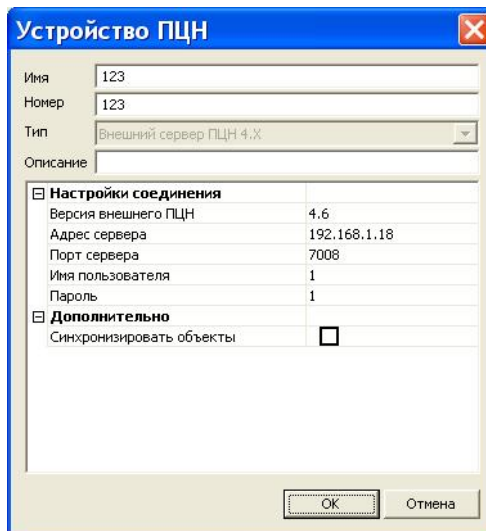 Устройство ПЦН
Имя 123
Номер 123
Тип Внешний сервер ПЦН 4.X
Описание
Настройки соединения
Версия внешнего ПЦН 4.6
Адрес сервера 192.168.1.18
Порт сервера 7008
Имя пользователя 1
Пароль 1
Дополнительно
Синхронизировать объекты
OK Отмена